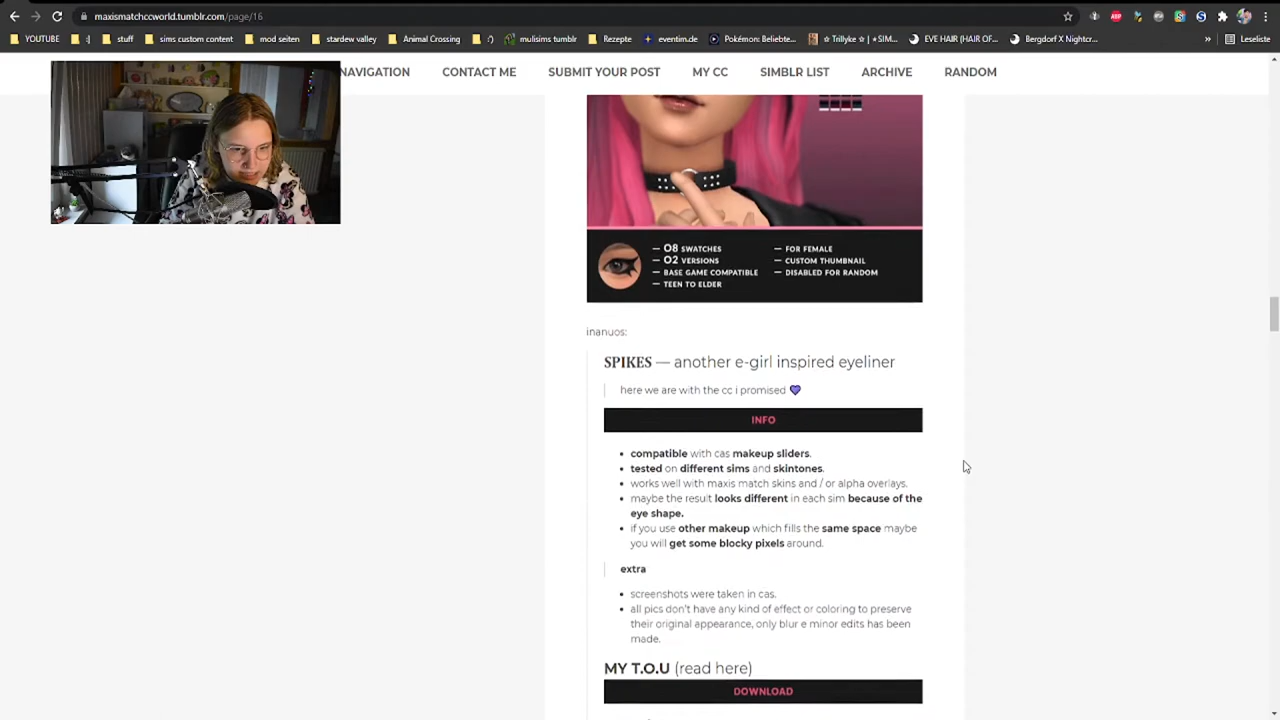 maxismatchccworld.tumblr.com/page/16
YOUTUBE
:)
stuff
sims custom content
mod seiten
stardew valley
Animal Crossing
mulisims tumblr
Rezepte
eventim.de
Pokémon: Beliebte...
☆ Trillyke ☆ | ★SIM...
EVE HAIR (HAIR OF...
Bergdorf X Nightcr...
»
Leseliste
NAVIGATION
CONTACT ME
SUBMIT YOUR POST
MY CC
SIMBLR LIST
ARCHIVE
RANDOM
— 08 SWATCHES
— 02 VERSIONS
— BASE GAME COMPATIBLE
— TEEN TO ELDER
— FOR FEMALE
— CUSTOM THUMBNAIL
— DISABLED FOR RANDOM
inanuos:
SPIKES — another e-girl inspired eyeliner
here we are with the cc i promised 💜
INFO
• compatible with cas makeup sliders.
• tested on different sims and skintones.
• works well with maxis match skins and / or alpha overlays.
• maybe the result looks different in each sim because of the
eye shape.
• if you use other makeup which fills the same space maybe
you will get some blocky pixels around.
extra
• screenshots were taken in cas.
• all pics don't have any kind of effect or coloring to preserve
their original appearance, only blur e minor edits has been
made.
MY T.O.U (read here)
DOWNLOAD